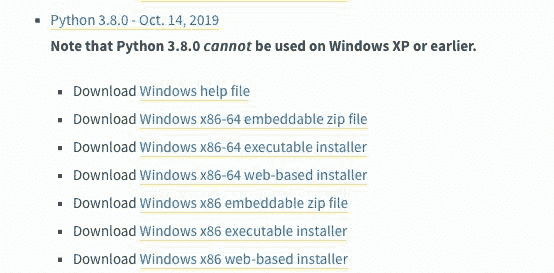 Python 3.8.0 - Oct. 14, 2019
Note that Python 3.8.0 cannot be used on Windows XP or earlier.
Download Windows help file
Download Windows x86-64 embeddable zip file
Download Windows x86-64 executable installer
Download Windows x86-64 web-based installer
Download Windows x86 embeddable zip file
Download Windows x86 executable installer
Download Windows x86 web-based installer